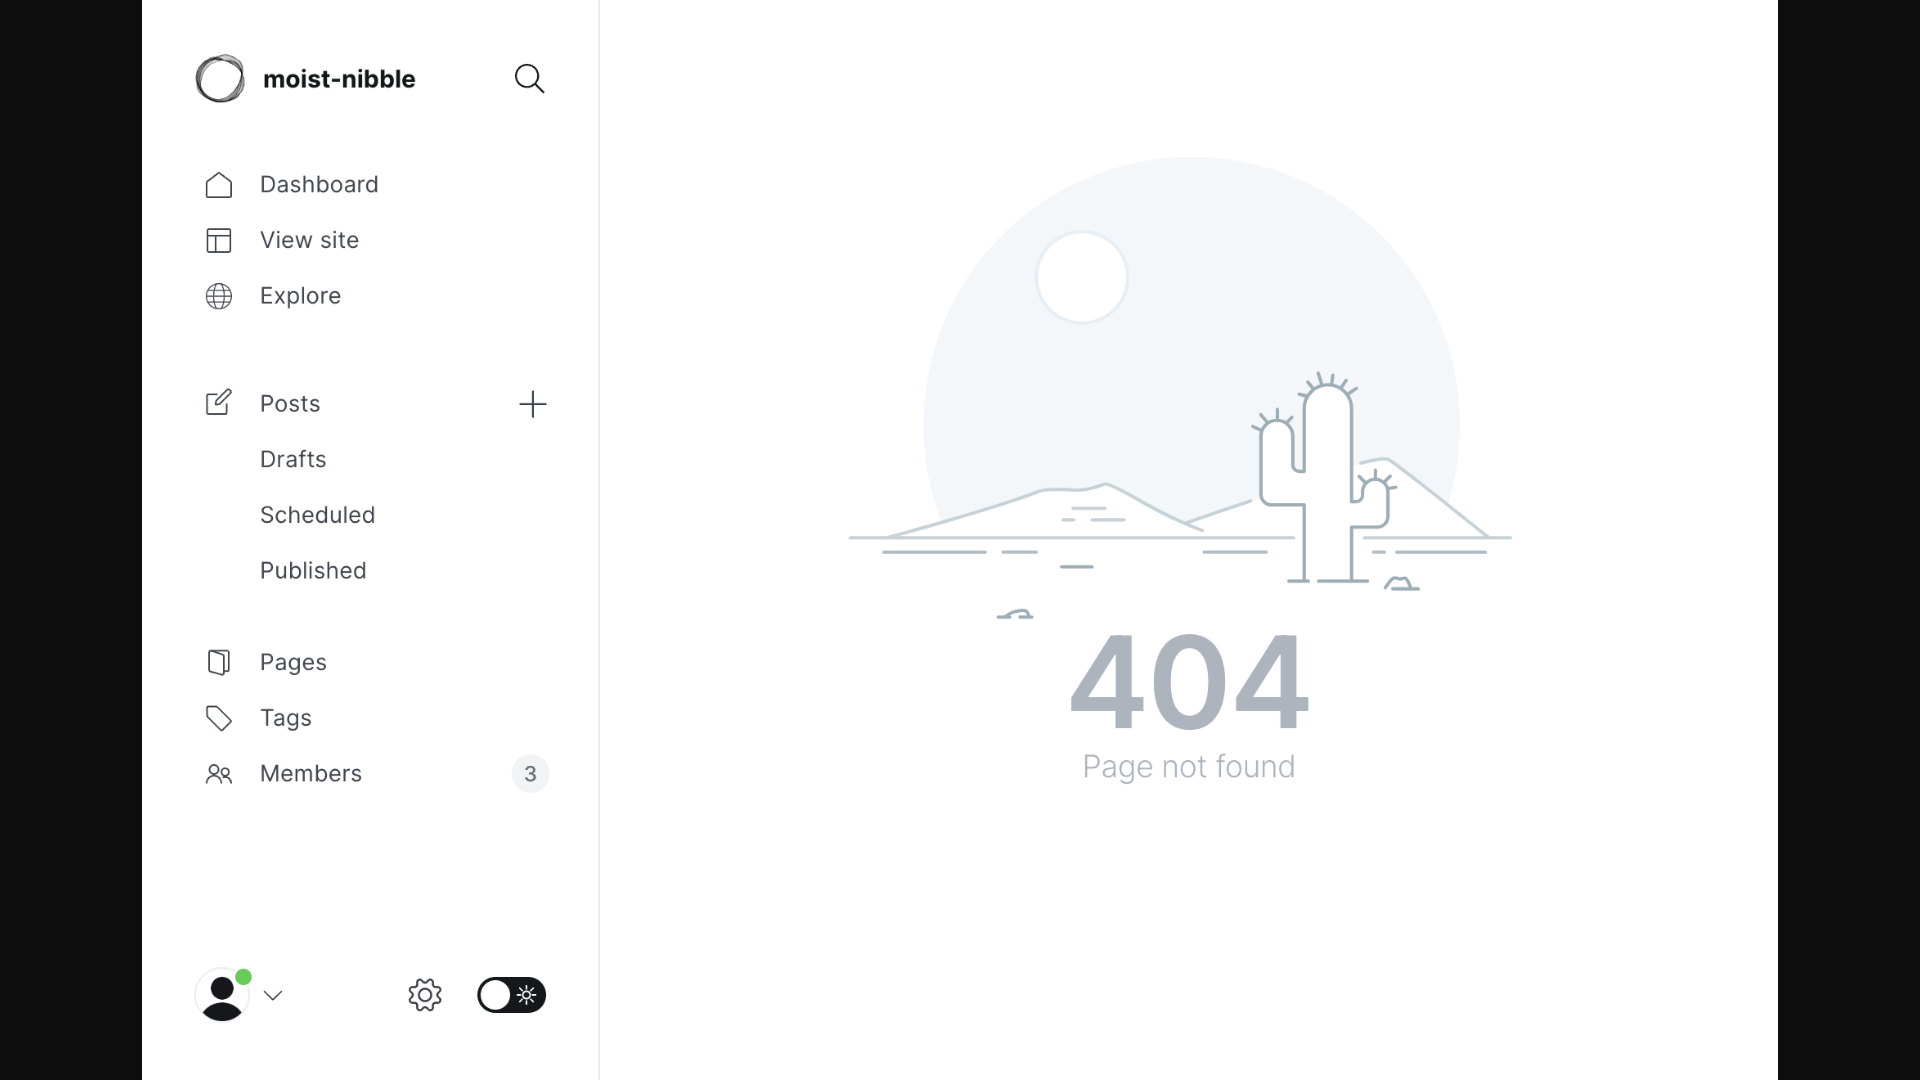 moist-nibble
Dashboard
View site
Explore
Posts
Drafts
Scheduled
Published
Pages
Tags
Members 3
404
Page not found